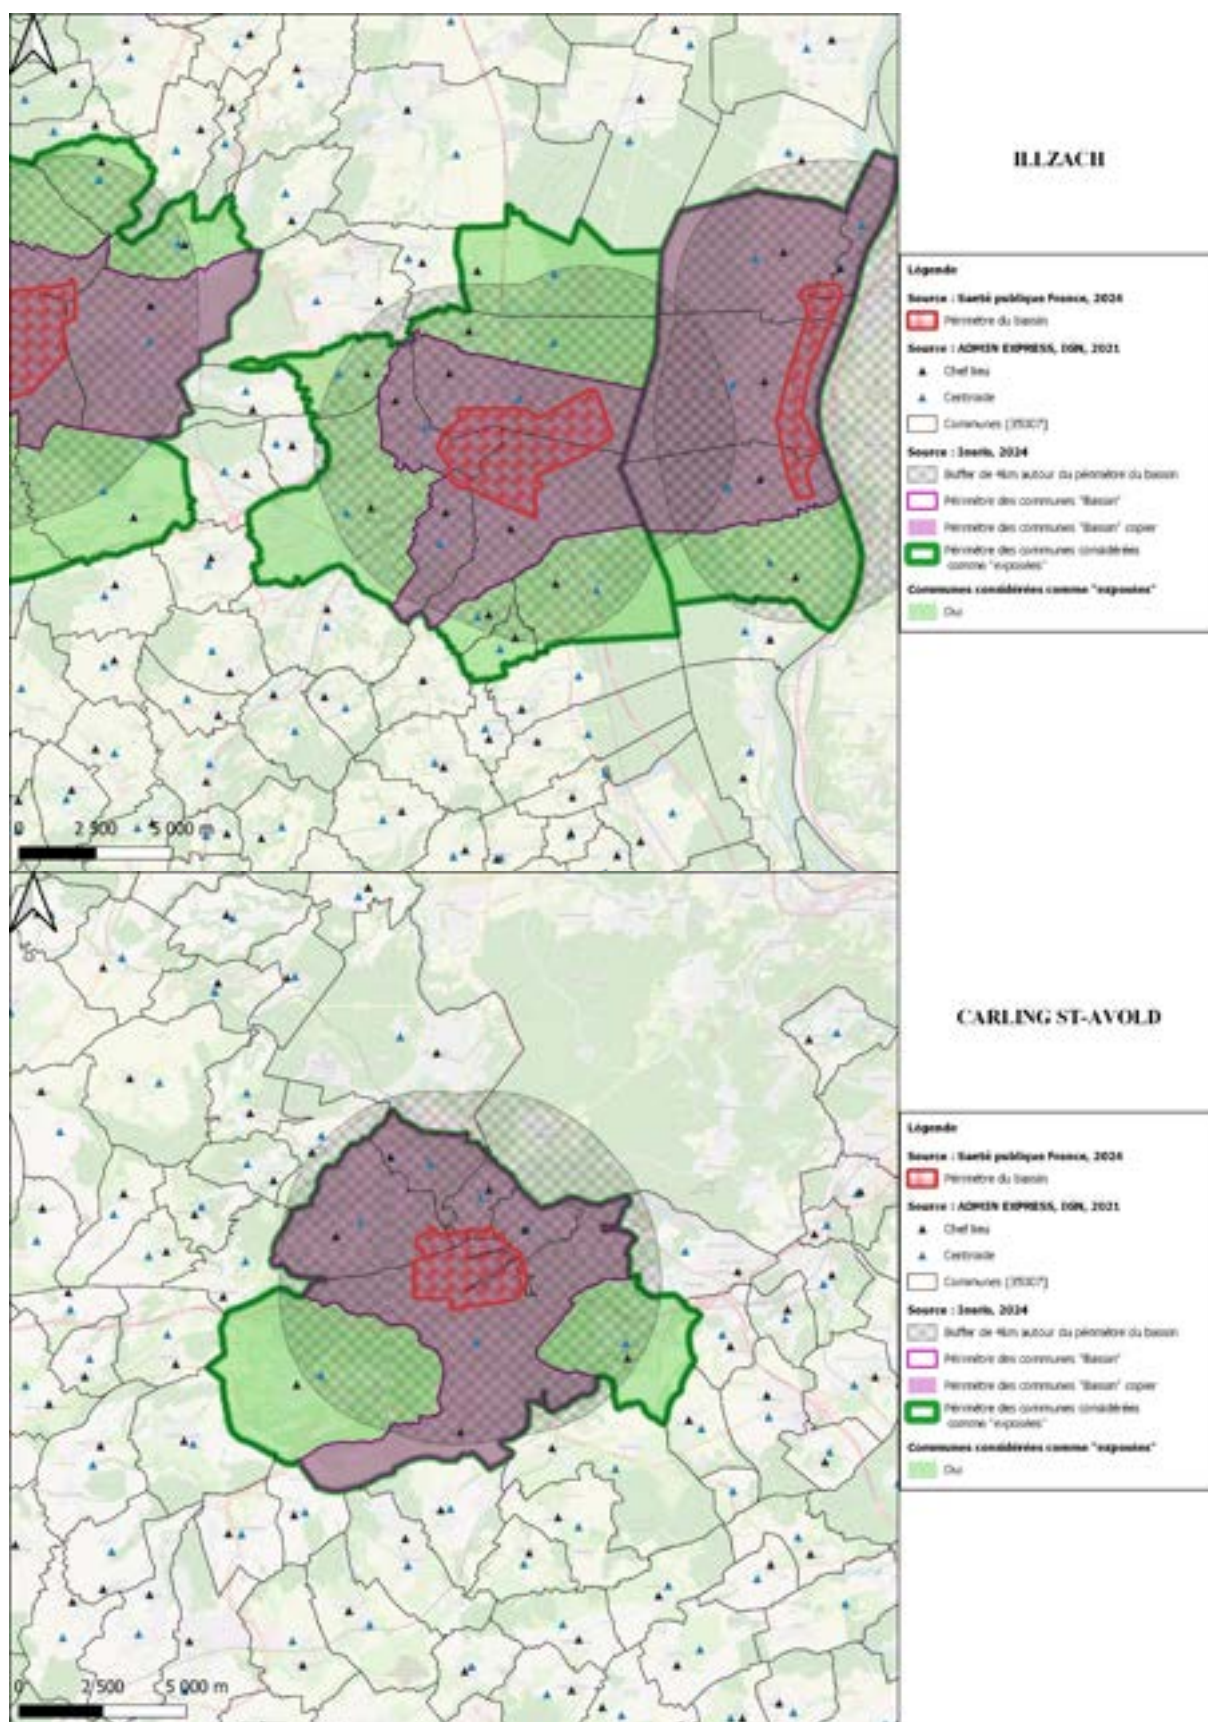 ILLZACH
Légende
Source : Santé publique France, 2024
Périmètre du bassin
Source : ADMIN EXPRESS, IGN, 2021
Chef lieu
Centroide
Communes [35007]
Source : Ineris, 2024
Buffer de 4km autour du périmètre du bassin
Périmètre des communes "Bassin"
Périmètre des communes "Bassin" copier
Périmètre des communes considérées
comme "exposées"
Communes considérées comme "exposées"
Oui
0 2 500 5 000 m
CARLING ST-AVOLD
Légende
Source : Santé publique France, 2024
Périmètre du bassin
Source : ADMIN EXPRESS, IGN, 2021
Chef lieu
Centroide
Communes [35007]
Source : Ineris, 2024
Buffer de 4km autour du périmètre du bassin
Périmètre des communes "Bassin"
Périmètre des communes "Bassin" copier
Périmètre des communes considérées
comme "exposées"
Communes considérées comme "exposées"
Oui
0 2 500 5 000 m